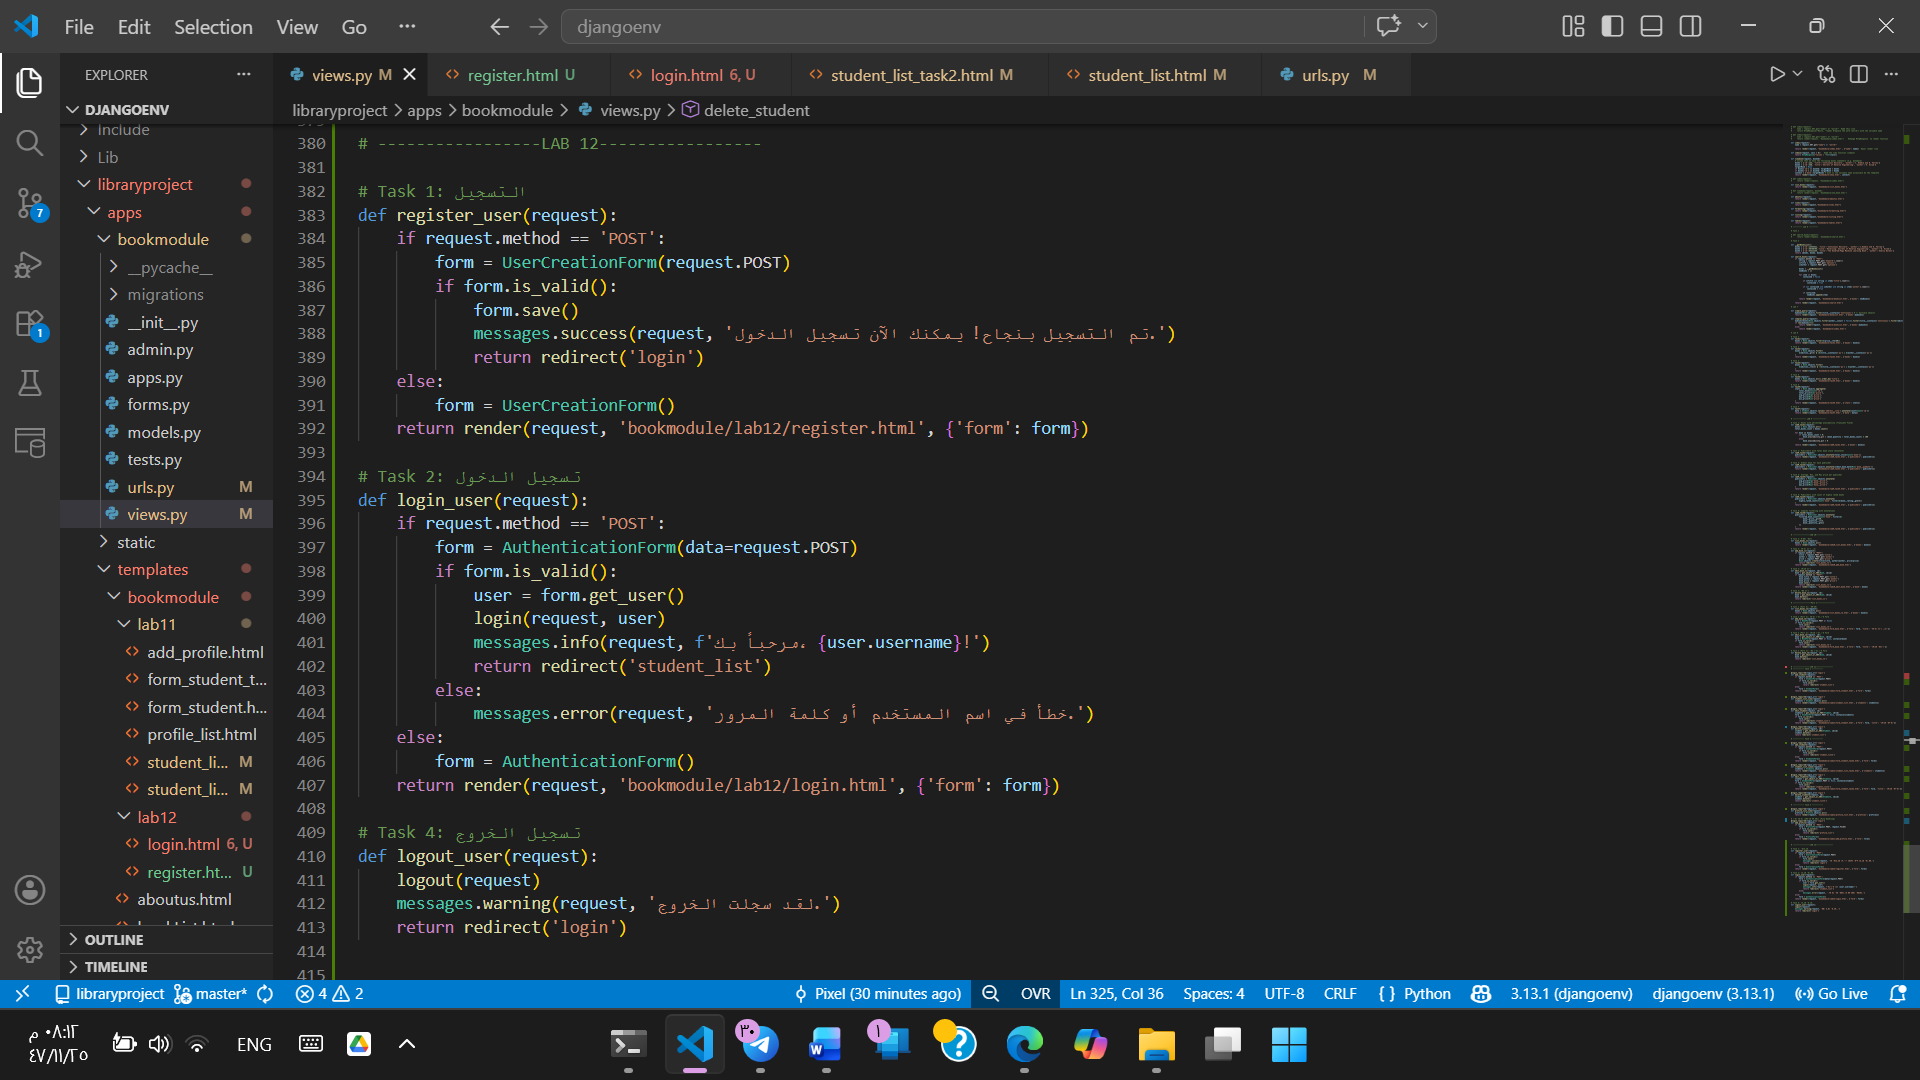 File Edit Selection View Go ···
djangoenv
EXPLORER ···
DJANGOENV
Include
Lib
libraryproject
apps
bookmodule
__pycache__
migrations
__init__.py
admin.py
apps.py
forms.py
models.py
tests.py
urls.py M
views.py M
static
templates
bookmodule
lab11
add_profile.html
form_student_t...
form_student.h...
profile_list.html
student_li... M
student_li... M
lab12
login.html 6, U
register.ht... U
aboutus.html
OUTLINE
TIMELINE
views.py M
register.html U
login.html 6, U
student_list_task2.html M
student_list.html M
urls.py M
libraryproject > apps > bookmodule > views.py > delete_student
380 # -----------------LAB 12-----------------
381
382 # Task 1: التسجيل
383 def register_user(request):
384 if request.method == 'POST':
385 form = UserCreationForm(request.POST)
386 if form.is_valid():
387 form.save()
388 messages.success(request, 'تم التسجيل بنجاح! يمكنك الآن تسجيل الدخول.')
389 return redirect('login')
390 else:
391 form = UserCreationForm()
392 return render(request, 'bookmodule/lab12/register.html', {'form': form})
393
394 # Task 2: تسجيل الدخول
395 def login_user(request):
396 if request.method == 'POST':
397 form = AuthenticationForm(data=request.POST)
398 if form.is_valid():
399 user = form.get_user()
400 login(request, user)
401 messages.info(request, f'مرحباً بك، {user.username}!')
402 return redirect('student_list')
403 else:
404 messages.error(request, 'خطأ في اسم المستخدم أو كلمة المرور.')
405 else:
406 form = AuthenticationForm()
407 return render(request, 'bookmodule/lab12/login.html', {'form': form})
408
409 # Task 4: تسجيل الخروج
410 def logout_user(request):
411 logout(request)
412 messages.warning(request, 'لقد سجلت الخروج.')
413 return redirect('login')
414
415
7
1
libraryproject master* 4 2 Pixel (30 minutes ago) OVR Ln 325, Col 36 Spaces: 4 UTF-8 CRLF { } Python 3.13.1 (djangoenv) djangoenv (3.13.1) Go Live
٠٨:١٢ م
٤٧/١١/٢٥
ENG
٣٠
١